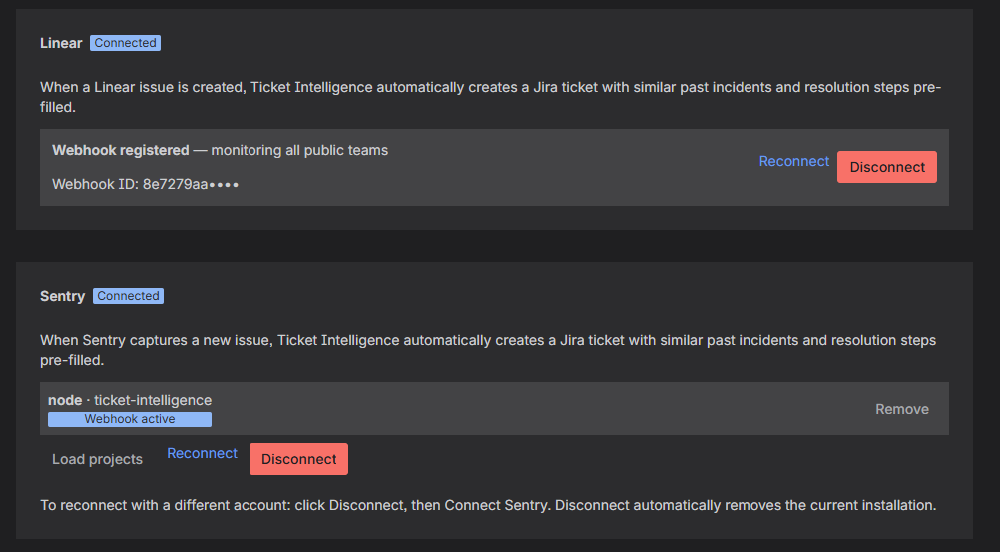 Linear Connected
When a Linear issue is created, Ticket Intelligence automatically creates a Jira ticket with similar past incidents and resolution steps pre-
filled.
Webhook registered — monitoring all public teams
Webhook ID: 8e7279aa••••
Reconnect Disconnect
Sentry Connected
When Sentry captures a new issue, Ticket Intelligence automatically creates a Jira ticket with similar past incidents and resolution steps
pre-filled.
node · ticket-intelligence
Webhook active
Remove
Load projects Reconnect Disconnect
To reconnect with a different account: click Disconnect, then Connect Sentry. Disconnect automatically removes the current installation.